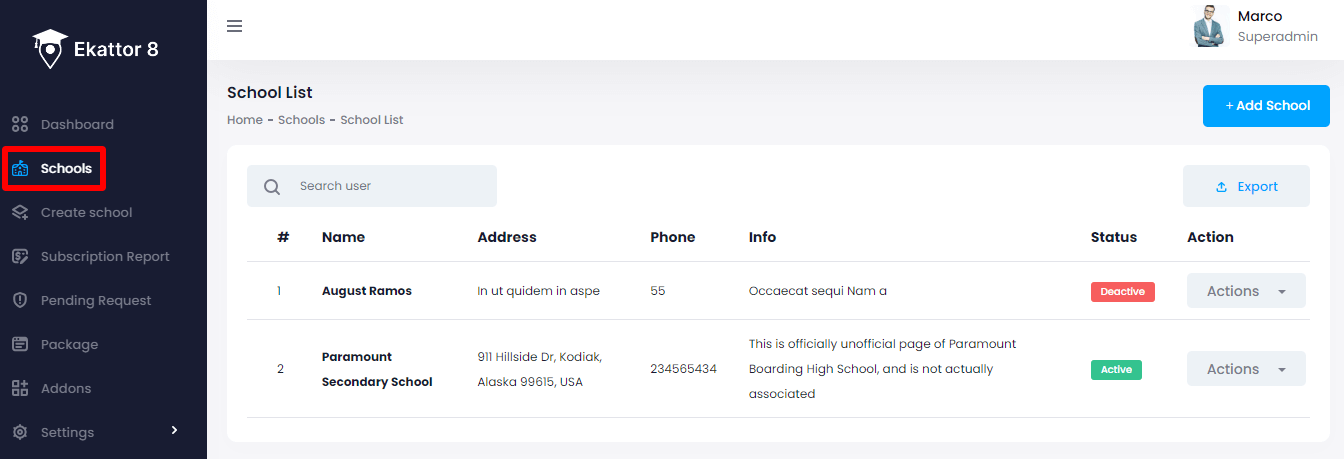 Ekattor 8
Dashboard
Schools
Create school
Subscription Report
Pending Request
Package
Addons
Settings
Marco
Superadmin
School List
Home - Schools - School List
+ Add School
Search user
Export
# Name Address Phone Info Status Action
1 August Ramos In ut quidem in aspe 55 Occaecat sequi Nam a Deactive Actions
2 Paramount Secondary School 911 Hillside Dr, Kodiak, Alaska 99615, USA 234565434 This is officially unofficial page of Paramount Boarding High School, and is not actually associated Active Actions